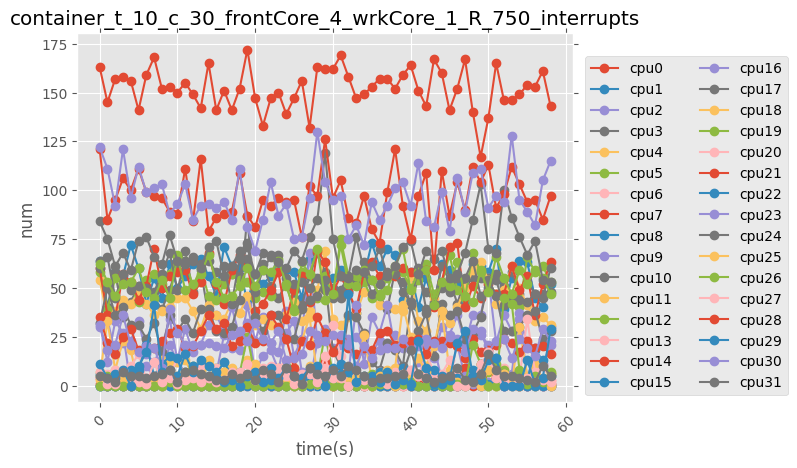 container_t_10_c_30_frontCore_4_wrkCore_1_R_750_interrupts
175
150
125
100
75
50
25
0
num
0
10
20
30
40
50
60
time(s)
cpu0
cpu1
cpu2
cpu3
cpu4
cpu5
cpu6
cpu7
cpu8
cpu9
cpu10
cpu11
cpu12
cpu13
cpu14
cpu15
cpu16
cpu17
cpu18
cpu19
cpu20
cpu21
cpu22
cpu23
cpu24
cpu25
cpu26
cpu27
cpu28
cpu29
cpu30
cpu31